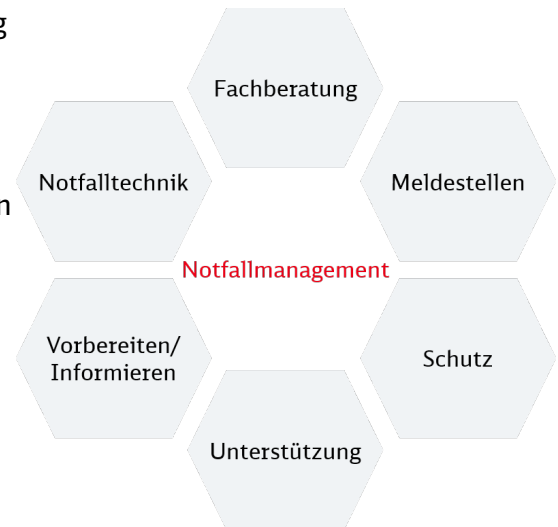 g
Fachberatung
Notfalltechnik
Meldestellen
n
Notfallmanagement
Vorbereiten/
Informieren
Schutz
Unterstützung